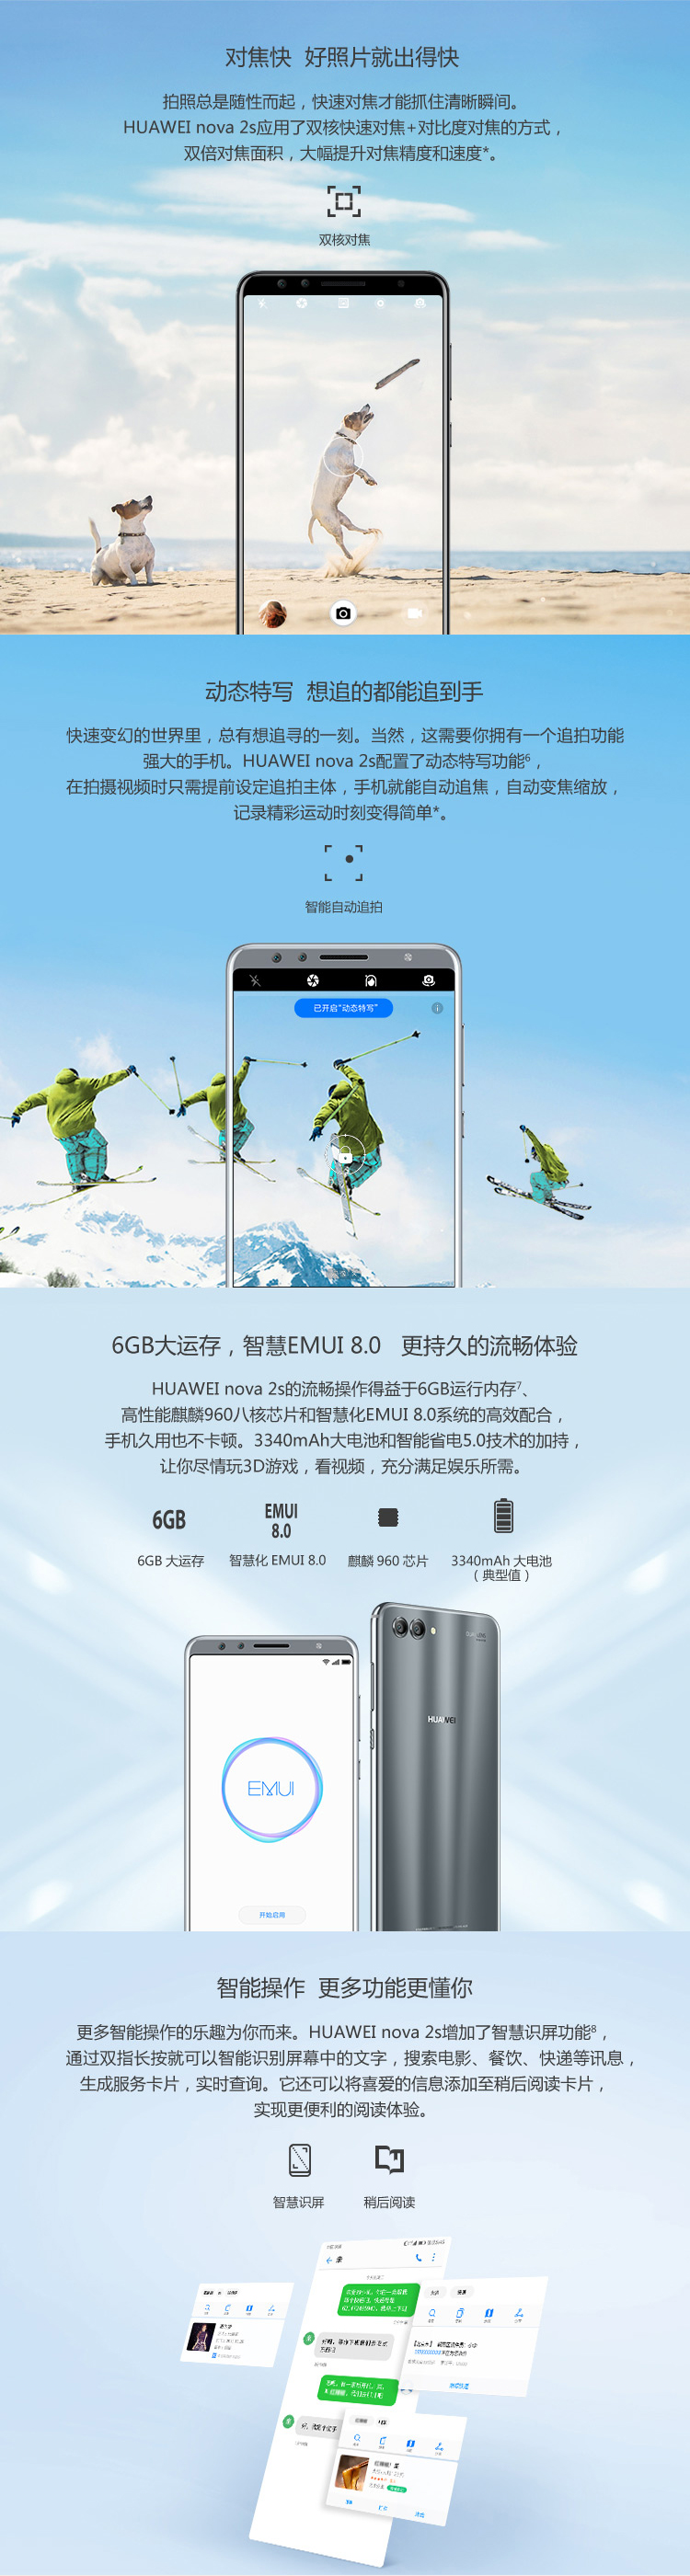 对焦快  好照片就出得快
拍照总是随性而起，快速对焦才能抓住清晰瞬间。
HUAWEI nova 2s应用了双核快速对焦+对比度对焦的方式，
双倍对焦面积，大幅提升对焦精度和速度*。
双核对焦
动态特写  想追的都能追到手
快速变幻的世界里，总有想追寻的一刻。当然，这需要你拥有一个追拍功能
强大的手机。HUAWEI nova 2s配置了动态特写功能⁶，
在拍摄视频时只需提前设定追拍主体，手机就能自动追焦，自动变焦缩放，
记录精彩运动时刻变得简单*。
智能自动追拍
已开启“动态特写”
6GB大运存，智慧EMUI 8.0   更持久的流畅体验
HUAWEI nova 2s的流畅操作得益于6GB运行内存⁷、
高性能麒麟960八核芯片和智慧化EMUI 8.0系统的高效配合，
手机久用也不卡顿。3340mAh大电池和智能省电5.0技术的加持，
让你尽情玩3D游戏，看视频，充分满足娱乐所需。
6GB
EMUI
8.0
6GB 大运存
智慧化 EMUI 8.0
麒麟 960 芯片
3340mAh 大电池
（典型值）
HUAWEI
EMUI
开始启用
智能操作  更多功能更懂你
更多智能操作的乐趣为你而来。HUAWEI nova 2s增加了智慧识屏功能⁸，
通过双指长按就可以智能识别屏幕中的文字，搜索电影、餐饮、快递等讯息，
生成服务卡片，实时查询。它还可以将喜爱的信息添加至稍后阅读卡片，
实现更便利的阅读体验。
智慧识屏
稍后阅读